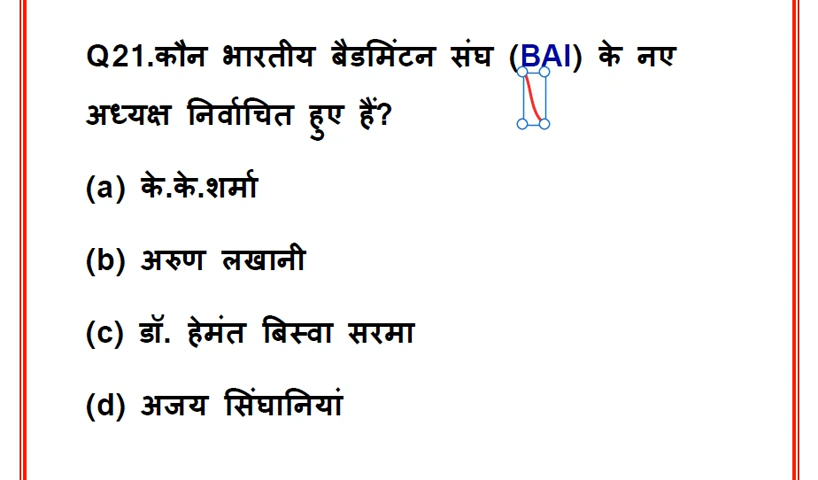 Q21.कौन भारतीय बैडमिंटन संघ (BAI) के नए
अध्यक्ष निर्वाचित हुए हैं?
(a) के.के.शर्मा
(b) अरुण लखानी
(c) डॉ. हेमंत बिस्वा सरमा
(d) अजय सिंघानियां